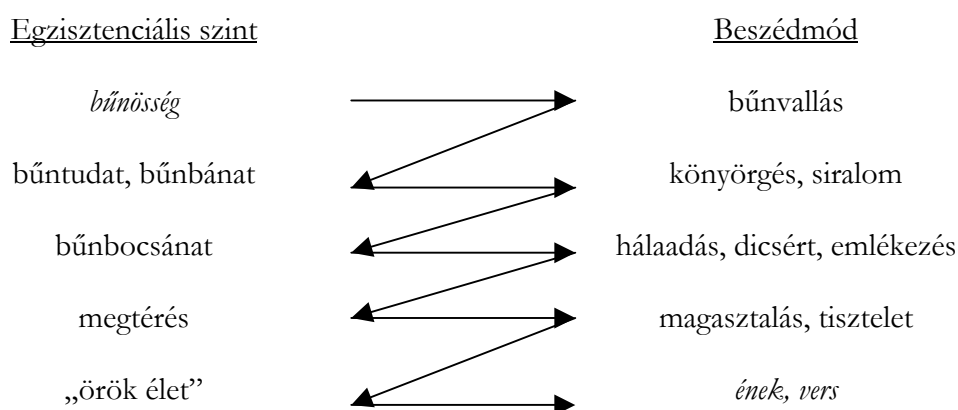 Egzisztenciális szint Beszédmód
bűnösség bűnvallás
bűntudat, bűnbánat könyörgés, siralom
bűnbocsánat hálaadás, dicsért, emlékezés
megtérés magasztalás, tisztelet
„örök élet” ének, vers